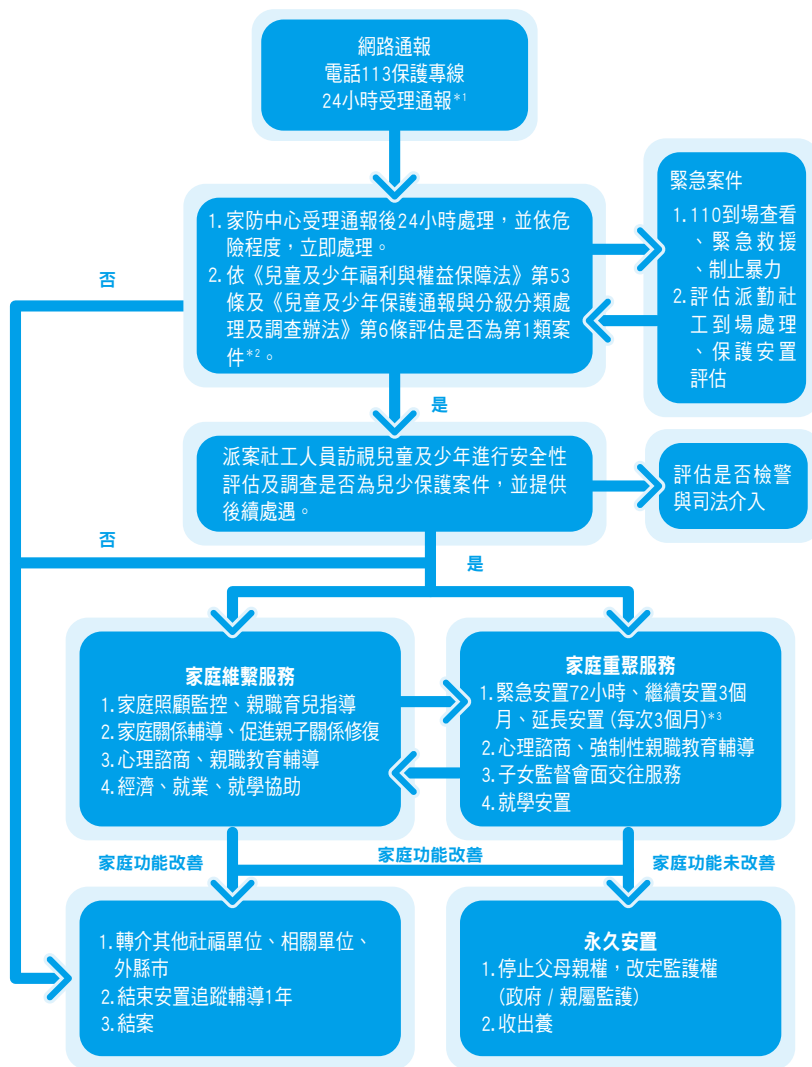 網路通報
電話113保護專線
24小時受理通報*1
緊急案件
1.110到場查看
、緊急救援
、制止暴力
2.評估派勤社
工到場處理
、保護安置
評估
1.家防中心受理通報後24小時處理,並依危
險程度,立即處理。
2.依《兒童及少年福利與權益保障法》第53
條及《兒童及少年保護通報與分級分類處
理及調查辦法》第6條評估是否為第1類案
件*2。
否
是
派案社工人員訪視兒童及少年進行安全性
評估及調查是否為兒少保護案件,並提供
後續處遇。
評估是否檢警
與司法介入
否
是
家庭維繫服務
1.家庭照顧監控、親職育兒指導
2.家庭關係輔導、促進親子關係修復
3.心理諮商、親職教育輔導
4.經濟、就業、就學協助
家庭重聚服務
1.緊急安置72小時、繼續安置3個
月、延長安置(每次3個月)*3
2.心理諮商、強制性親職教育輔導
3.子女監督會面交往服務
4.就學安置
家庭功能改善
家庭功能改善
家庭功能未改善
1.轉介其他社福單位、相關單位、
外縣市
2.結束安置追蹤輔導1年
3.結案
永久安置
1.停止父母親權,改定監護權
(政府/親屬監護)
2.收出養